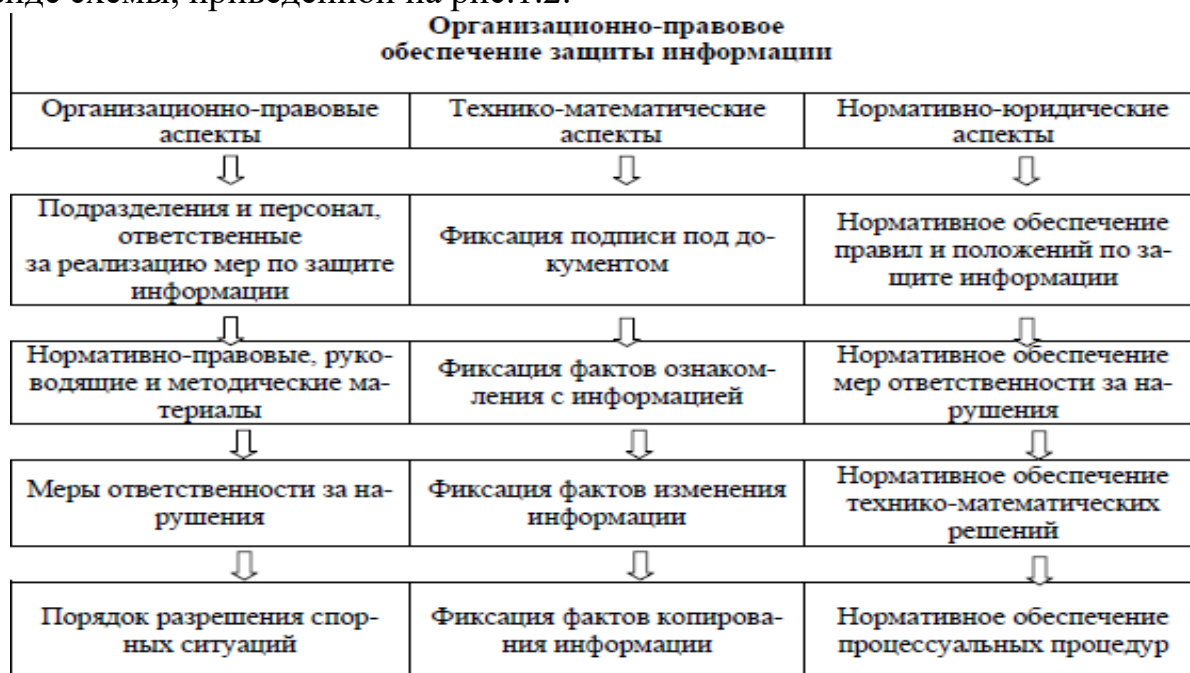 иде схемы, приведенной на рис.1.2.
Организационно-правовое
обеспечение защиты информации
Организационно-правовые
аспекты
Технико-математические
аспекты
Нормативно-юридические
аспекты
Подразделения и персонал,
ответственные
за реализацию мер по защите
информации
Фиксация подписи под до-
кументом
Нормативное обеспечение
правил и положений по за-
щите информации
Нормативно-правовые, руко-
водящие и методические ма-
териалы
Фиксация фактов ознаком-
ления с информацией
Нормативное обеспечение
мер ответственности за на-
рушения
Меры ответственности за на-
рушения
Фиксация фактов изменения
информации
Нормативное обеспечение
технико-математических
решений
Порядок разрешения спор-
ных ситуаций
Фиксация фактов копирова-
ния информации
Нормативное обеспечение
процессуальных процедур